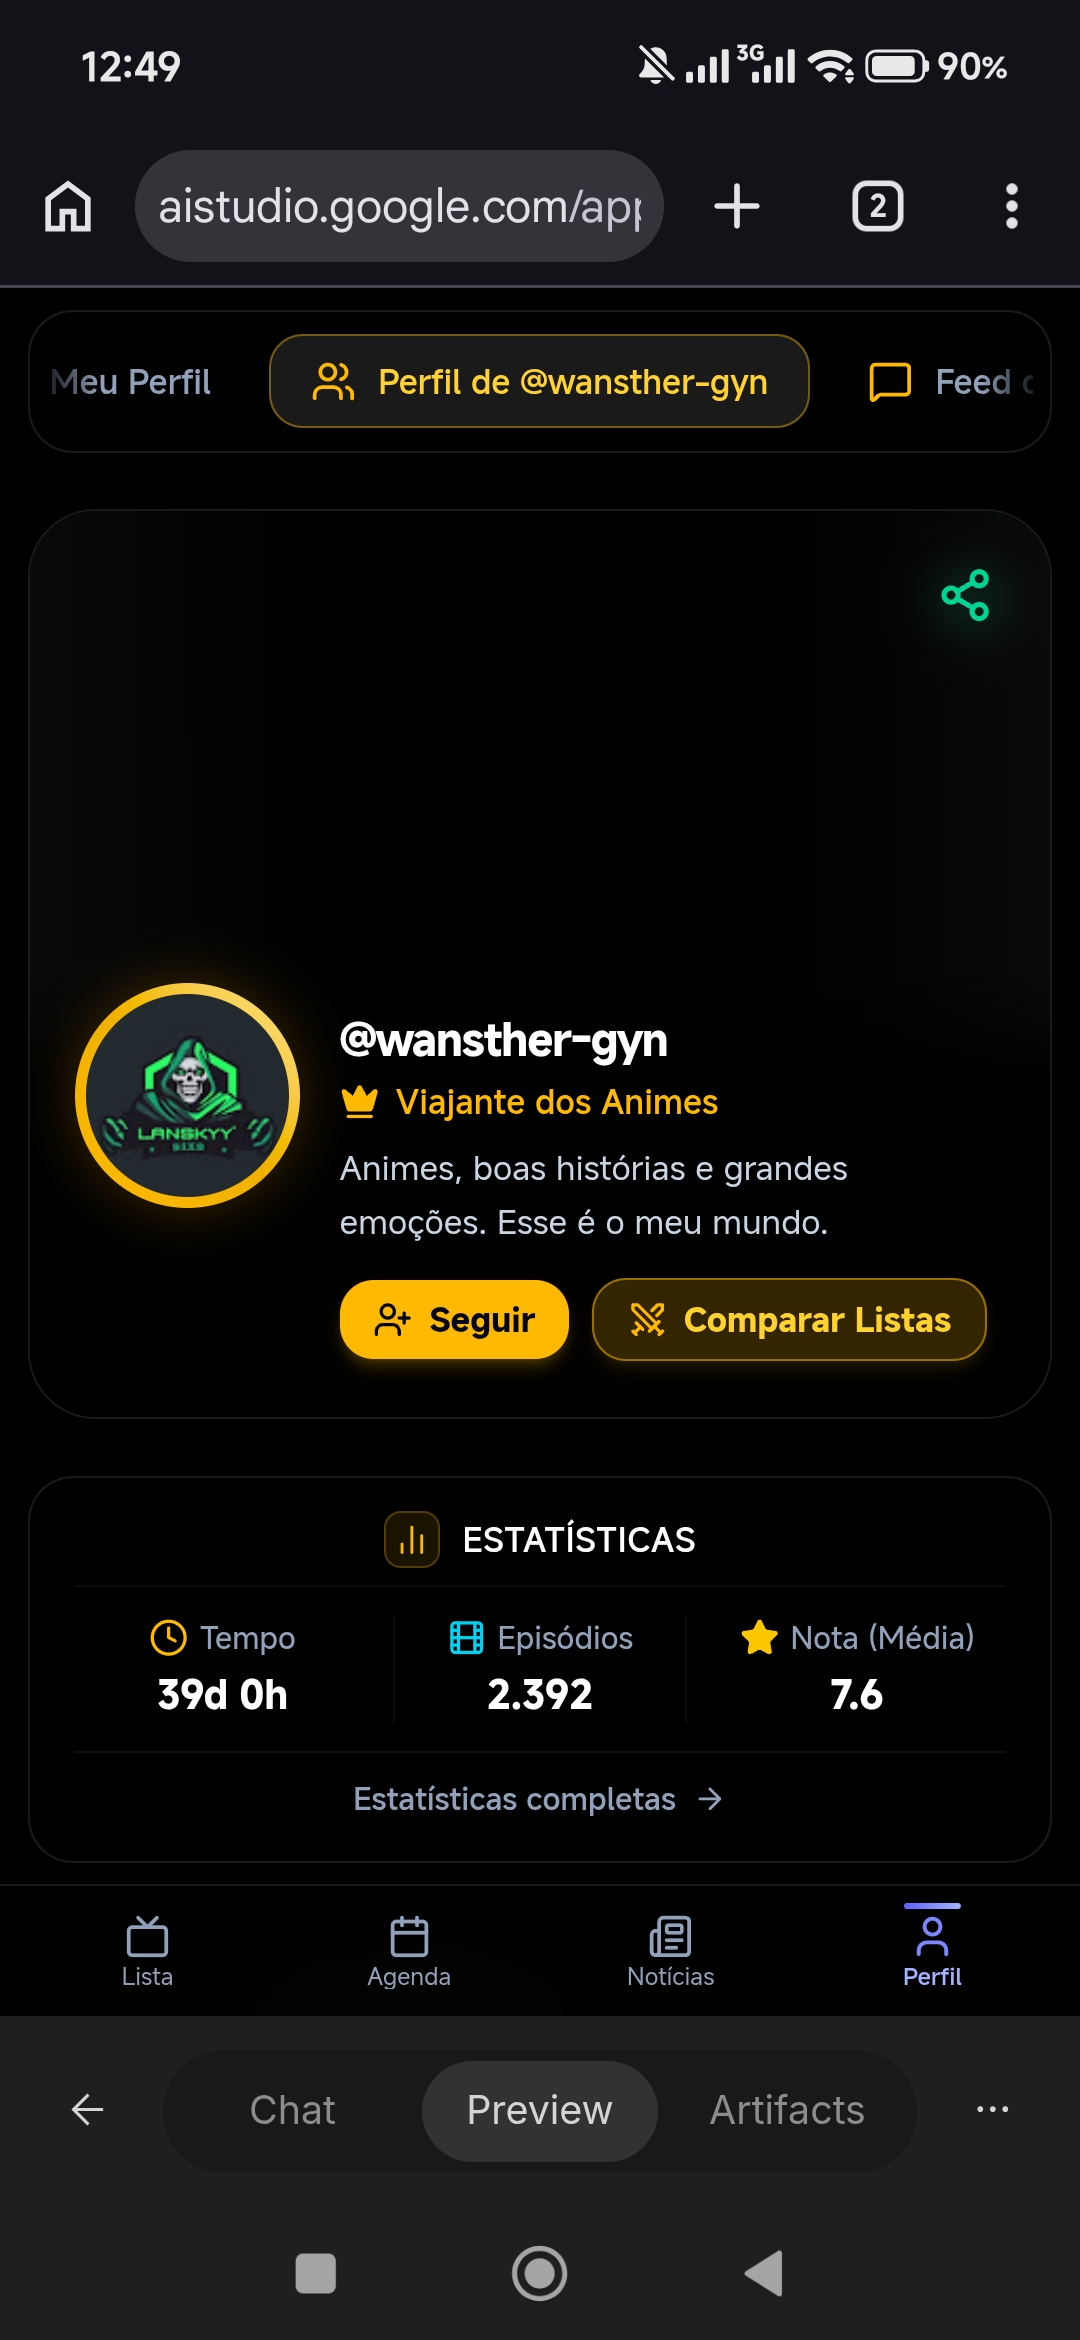 12:49
3G
90%
aistudio.google.com/app
2
Meu Perfil
Perfil de @wansther-gyn
Feed
LANSKYY
@wansther-gyn
Viajante dos Animes
Animes, boas histórias e grandes
emoções. Esse é o meu mundo.
Seguir
Comparar Listas
ESTATÍSTICAS
Tempo
Episódios
Nota (Média)
39d 0h
2.392
7.6
Estatísticas completas
Lista
Agenda
Notícias
Perfil
Chat
Preview
Artifacts